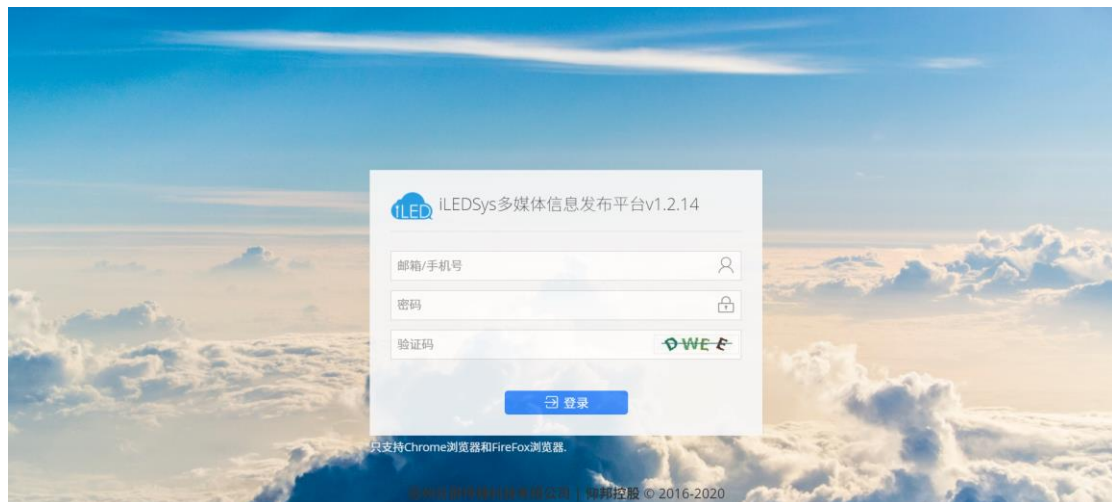 iLED
iLEDSys多媒体信息发布平台v1.2.14
邮箱/手机号
密码
验证码
DWEE
登录
只支持Chrome浏览器和FireFox浏览器.
| 仰邦控股 © 2016-2020